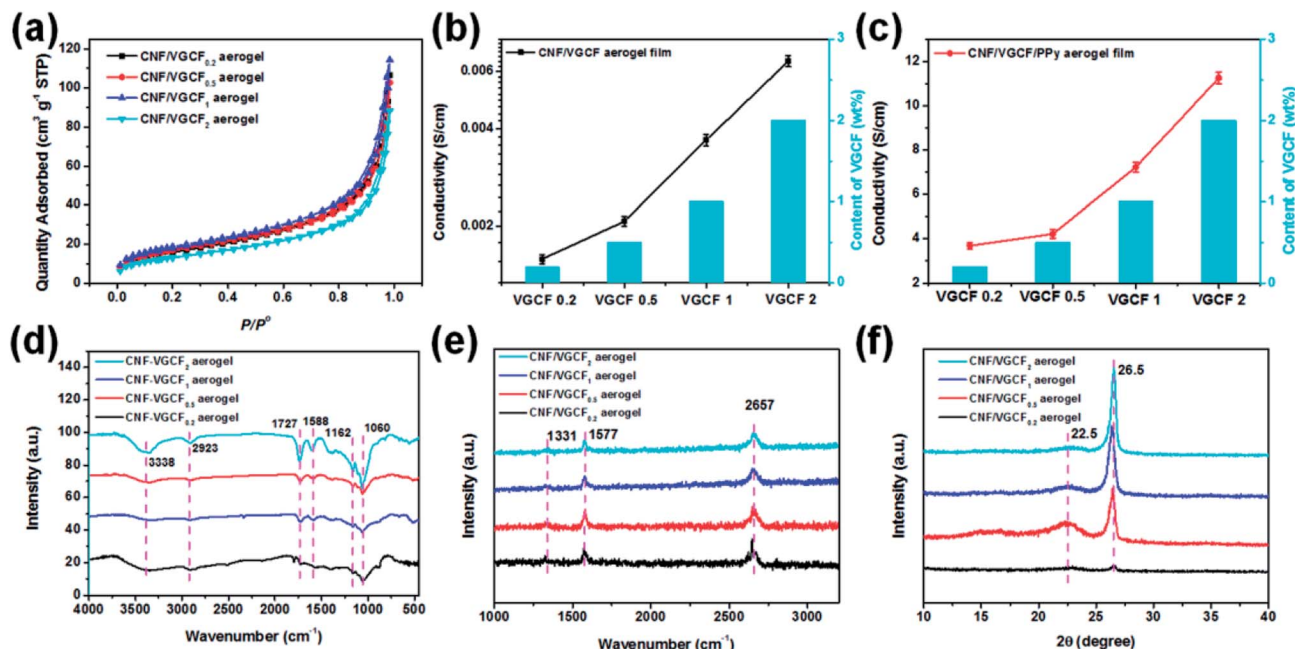 (a)
CNF/VGCF0.2 aerogel
CNF/VGCF0.5 aerogel
CNF/VGCF1 aerogel
CNF/VGCF2 aerogel
Quantity Adsorbed (cm³ g⁻¹ STP)
120
100
80
60
40
20
0
0.0 0.2 0.4 0.6 0.8 1.0
P/P⁰
(b)
CNF/VGCF aerogel film
Conductivity (S/cm)
0.006
0.004
0.002
VGCF 0.2 VGCF 0.5 VGCF 1 VGCF 2
3
2
1
0
Content of VGCF (wt%)
(c)
CNF/VGCF/PPy aerogel film
Conductivity (S/cm)
12
10
8
6
4
2
VGCF 0.2 VGCF 0.5 VGCF 1 VGCF 2
3
2
1
0
Content of VGCF (wt%)
(d)
CNF-VGCF2 aerogel
CNF-VGCF1 aerogel
CNF-VGCF0.5 aerogel
CNF-VGCF0.2 aerogel
Intensity (a.u.)
140
120
100
80
60
40
20
0
3338
2923
1727
1588
1162
1060
4000 3500 3000 2500 2000 1500 1000 500
Wavenumber (cm⁻¹)
(e)
CNF/VGCF2 aerogel
CNF/VGCF1 aerogel
CNF/VGCF0.5 aerogel
CNF/VGCF0.2 aerogel
Intensity (a.u.)
1331
1577
2657
1000 1500 2000 2500 3000
Wavenumber (cm⁻¹)
(f)
CNF/VGCF2 aerogel
CNF/VGCF1 aerogel
CNF/VGCF0.5 aerogel
CNF/VGCF0.2 aerogel
Intensity (a.u.)
26.5
22.5
10 15 20 25 30 35 40
2θ (degree)